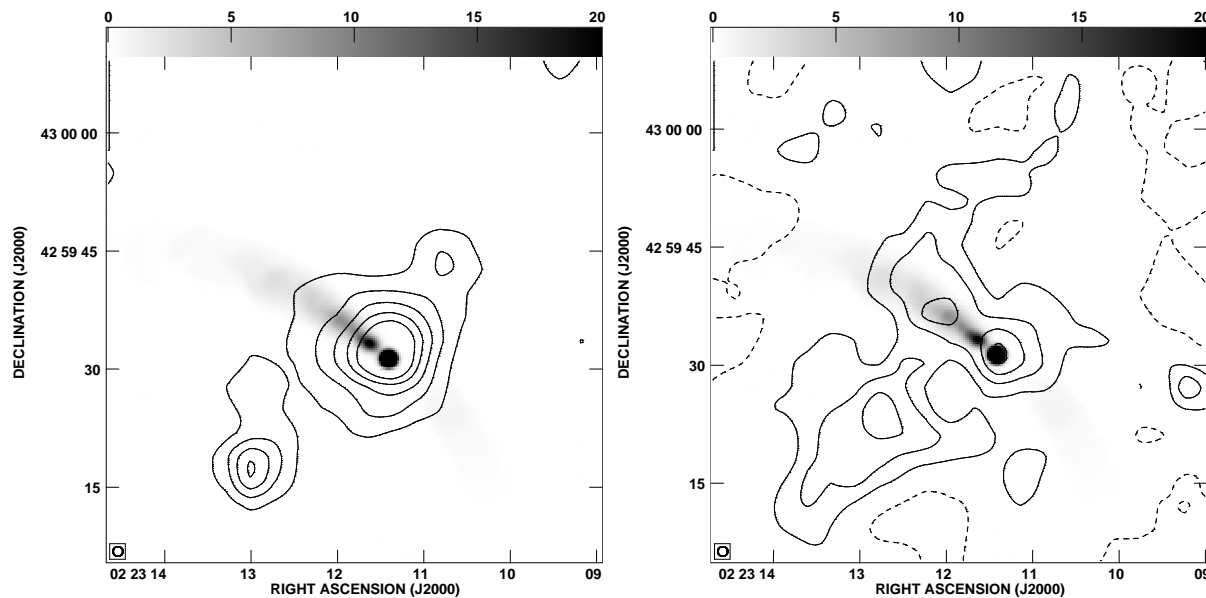 0 5 10 15 20
DECLINATION (J2000)
43 00 00
42 59 45
30
15
02 23 14 13 12 11 10 09
RIGHT ASCENSION (J2000)
0 5 10 15 20
DECLINATION (J2000)
43 00 00
42 59 45
30
15
02 23 14 13 12 11 10 09
RIGHT ASCENSION (J2000)